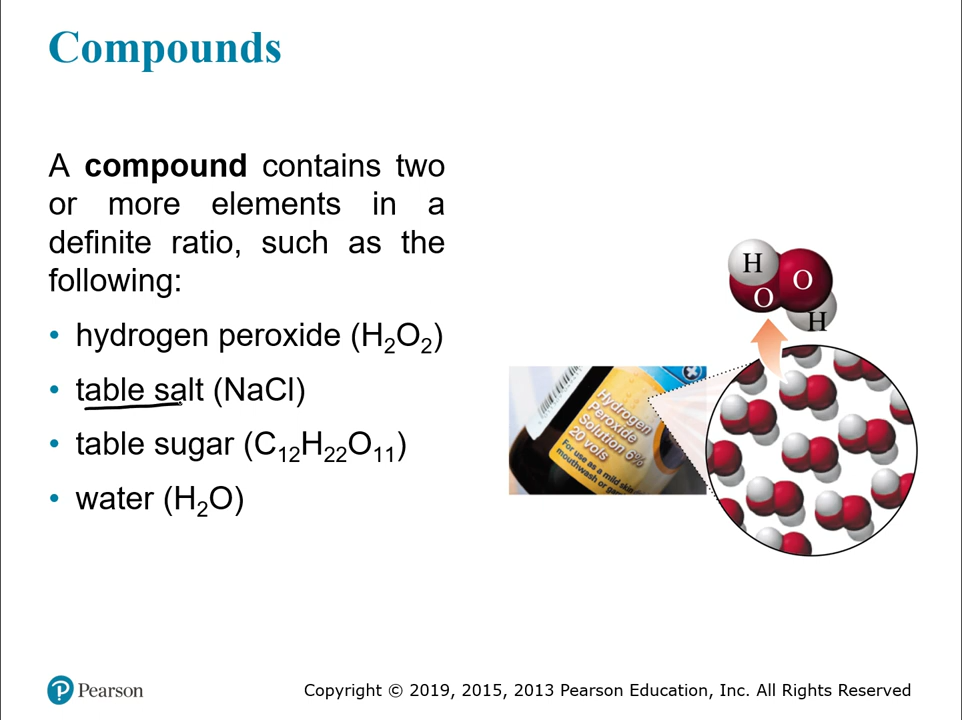 Compounds
A compound contains two
or more elements in a
definite ratio, such as the
following:
• hydrogen peroxide (H₂O₂)
• table salt (NaCl)
• table sugar (C₁₂H₂₂O₁₁)
• water (H₂O)
H
O
O
H
Hydrogen
Peroxide
Solution 6%
20 vols
For use as a mild skin
mouthwash or
Pearson
Copyright © 2019, 2015, 2013 Pearson Education, Inc. All Rights Reserved